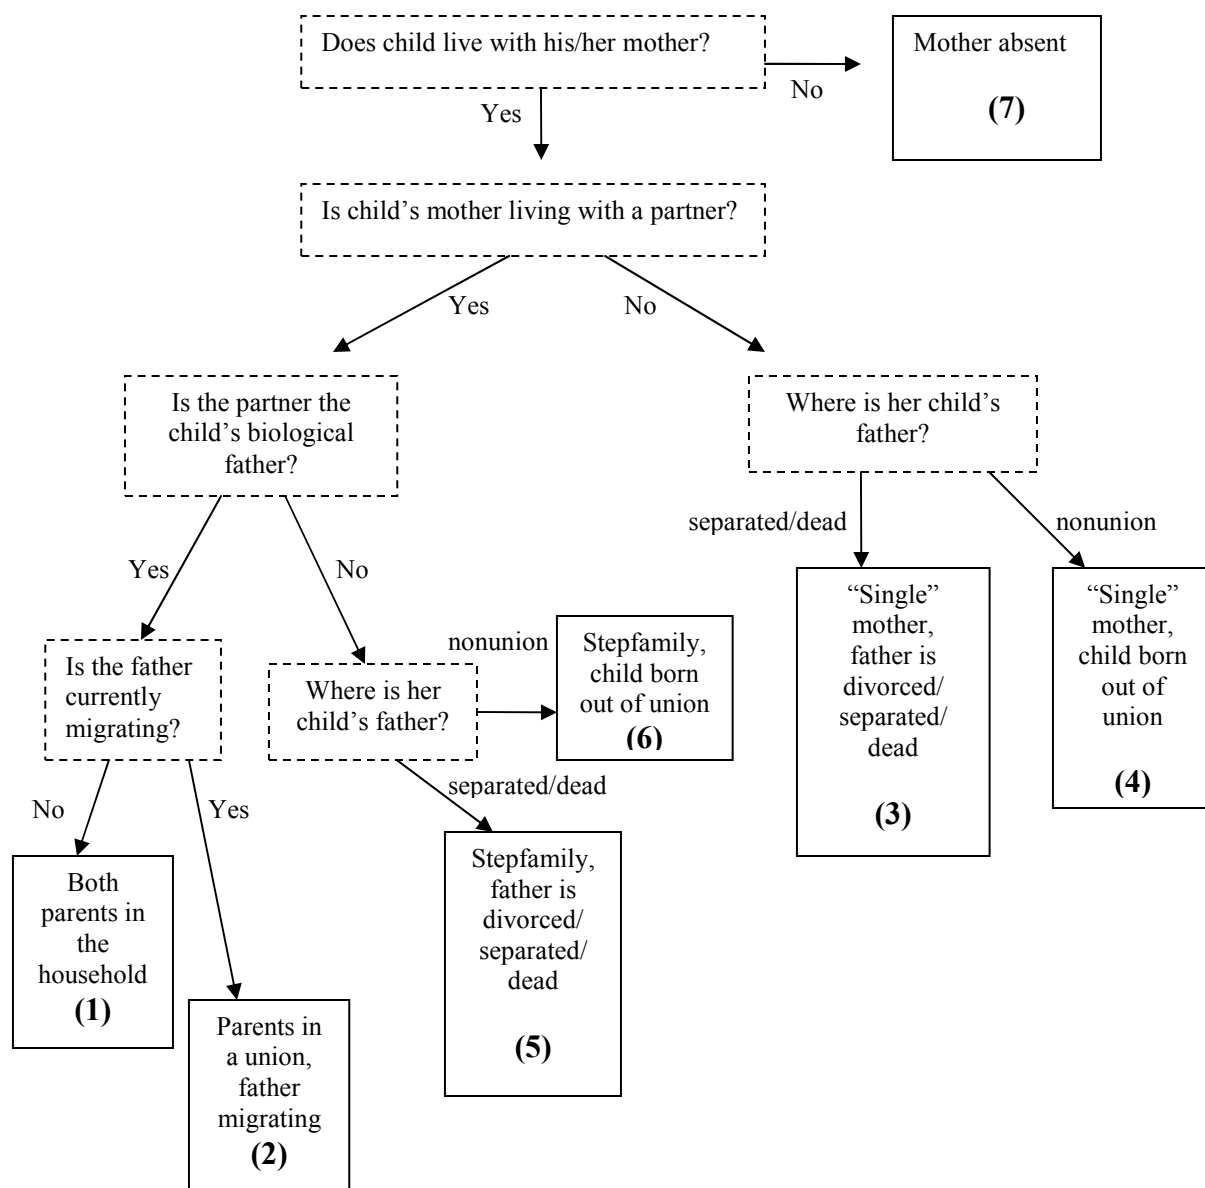 Does child live with his/her mother?
No
Mother absent
(7)
Yes
Is child’s mother living with a partner?
Yes
No
Is the partner the
child’s biological
father?
Where is her child’s
father?
separated/dead
nonunion
Yes
No
“Single”
mother,
father is
divorced/
separated/
dead
(3)
“Single”
mother,
child born
out of
union
(4)
Is the father
currently
migrating?
Where is her
child’s father?
nonunion
Stepfamily,
child born
out of union
(6)
separated/dead
No
Yes
Both
parents in
the
household
(1)
Parents in
a union,
father
migrating
(2)
Stepfamily,
father is
divorced/
separated/
dead
(5)